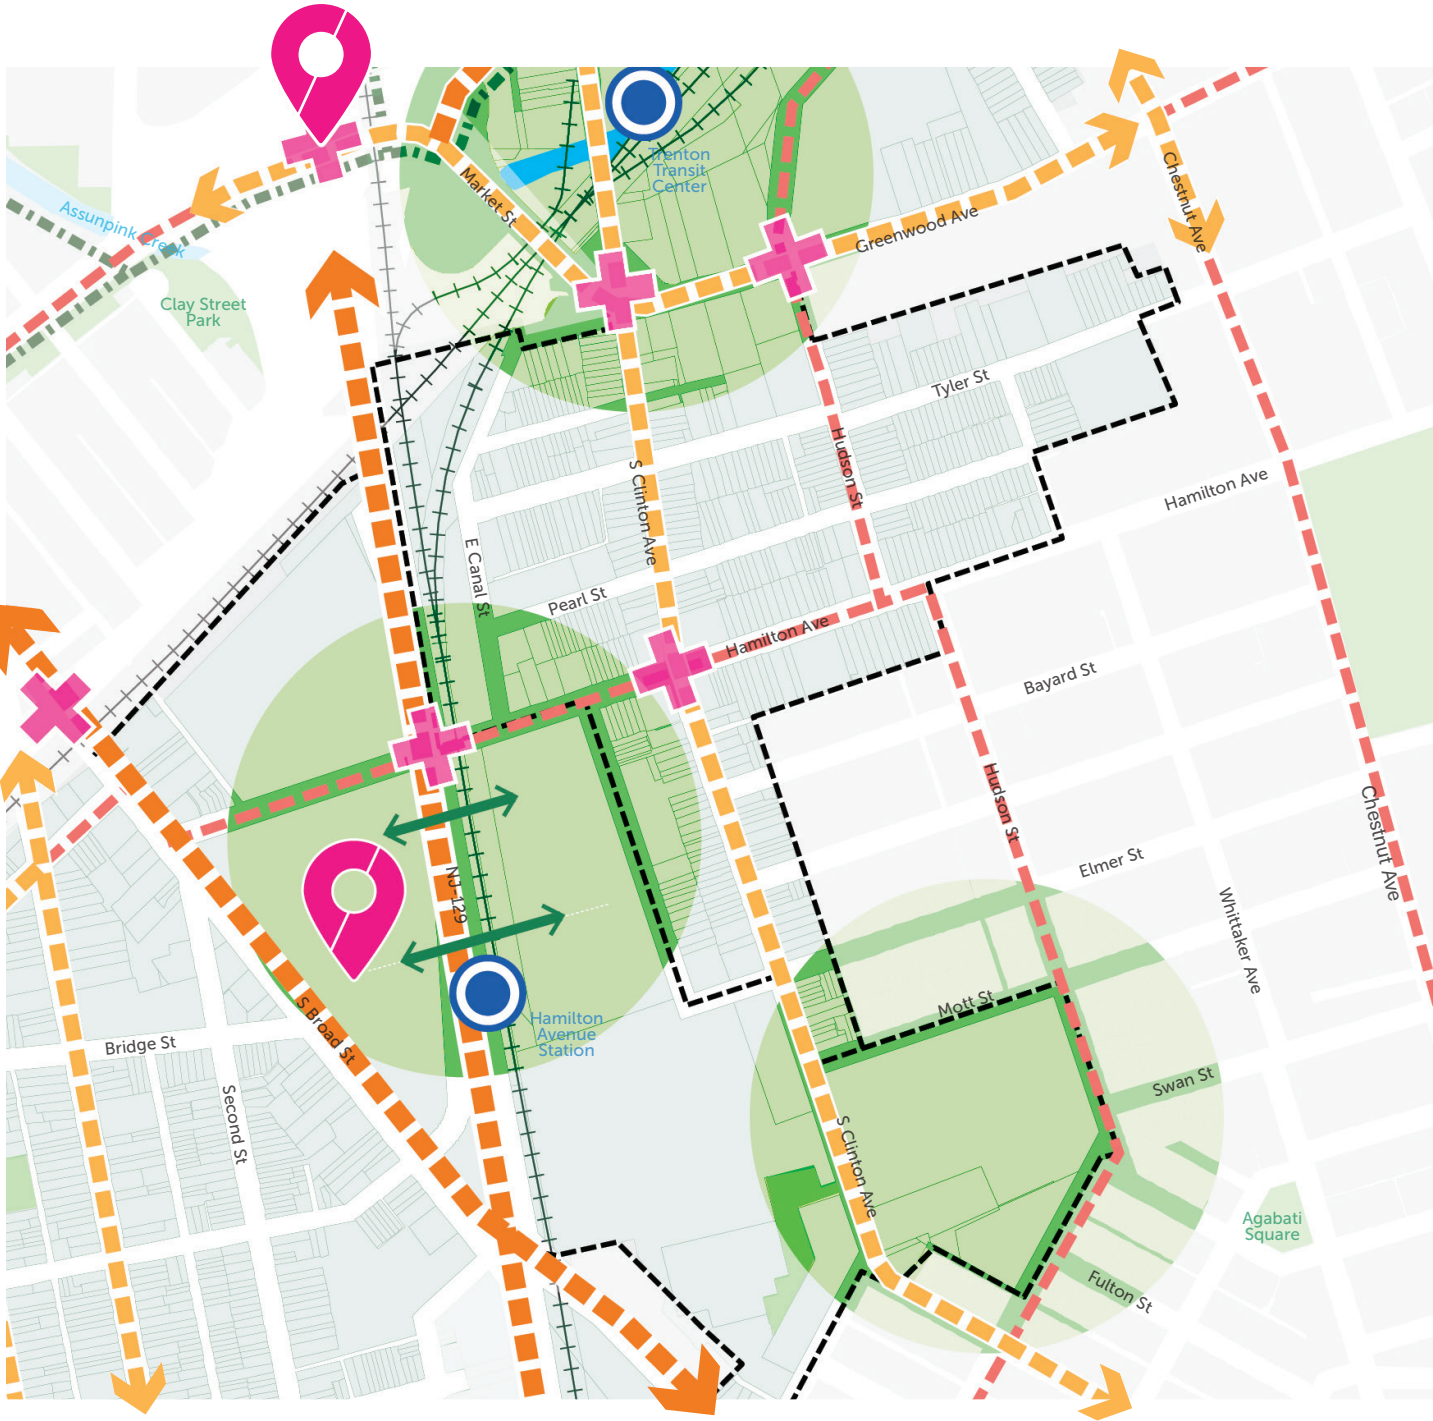 Trenton
Transit
Center
Chestnut Ave
Market St
Assunpink Creek
Greenwood Ave
Clay Street
Park
Tyler St
Hudson St
S Clinton Ave
Hamilton Ave
E Canal St
Pearl St
Hamilton Ave
Bayard St
Hudson St
Chestnut Ave
Elmer St
NJ-129
Whittaker Ave
Mott St
S Broad St
Hamilton
Avenue
Station
Bridge St
Second St
Swan St
S Clinton Ave
Agabati
Square
Fulton St